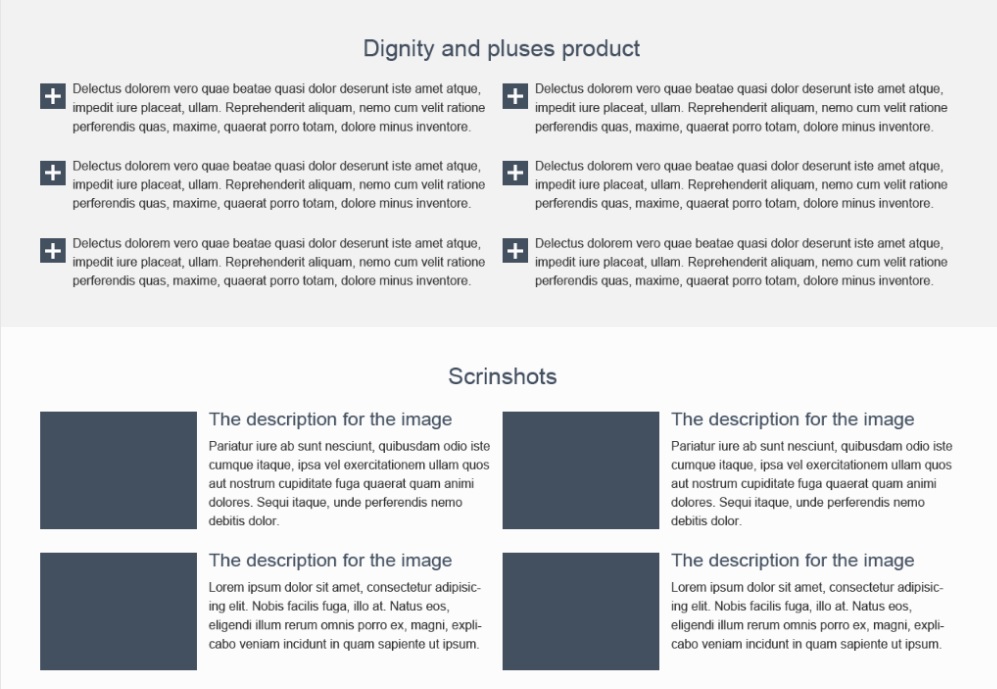 Dignity and pluses product
Delectus dolorem vero quae beatae quasi dolor deserunt iste amet atque,
impedit iure placeat, ullam. Reprehenderit aliquam, nemo cum velit ratione
perferendis quas, maxime, quaerat porro totam, dolore minus inventore.
Delectus dolorem vero quae beatae quasi dolor deserunt iste amet atque,
impedit iure placeat, ullam. Reprehenderit aliquam, nemo cum velit ratione
perferendis quas, maxime, quaerat porro totam, dolore minus inventore.
Delectus dolorem vero quae beatae quasi dolor deserunt iste amet atque,
impedit iure placeat, ullam. Reprehenderit aliquam, nemo cum velit ratione
perferendis quas, maxime, quaerat porro totam, dolore minus inventore.
Delectus dolorem vero quae beatae quasi dolor deserunt iste amet atque,
impedit iure placeat, ullam. Reprehenderit aliquam, nemo cum velit ratione
perferendis quas, maxime, quaerat porro totam, dolore minus inventore.
Delectus dolorem vero quae beatae quasi dolor deserunt iste amet atque,
impedit iure placeat, ullam. Reprehenderit aliquam, nemo cum velit ratione
perferendis quas, maxime, quaerat porro totam, dolore minus inventore.
Delectus dolorem vero quae beatae quasi dolor deserunt iste amet atque,
impedit iure placeat, ullam. Reprehenderit aliquam, nemo cum velit ratione
perferendis quas, maxime, quaerat porro totam, dolore minus inventore.
Scrinshots
The description for the image
Pariatur iure ab sunt nesciunt, quibusdam odio iste
cumque itaque, ipsa vel exercitationem ullam quos
aut nostrum cupiditate fuga quaerat quam animi
dolores. Sequi itaque, unde perferendis nemo
debitis dolor.
The description for the image
Pariatur iure ab sunt nesciunt, quibusdam odio iste
cumque itaque, ipsa vel exercitationem ullam quos
aut nostrum cupiditate fuga quaerat quam animi
dolores. Sequi itaque, unde perferendis nemo
debitis dolor.
The description for the image
Lorem ipsum dolor sit amet, consectetur adipisic-
ing elit. Nobis facilis fuga, illo at. Natus eos,
eligendi illum rerum omnis porro ex, magni, expli-
cabo veniam incidunt in quam sapiente ut ipsum.
The description for the image
Lorem ipsum dolor sit amet, consectetur adipisic-
ing elit. Nobis facilis fuga, illo at. Natus eos,
eligendi illum rerum omnis porro ex, magni, expli-
cabo veniam incidunt in quam sapiente ut ipsum.